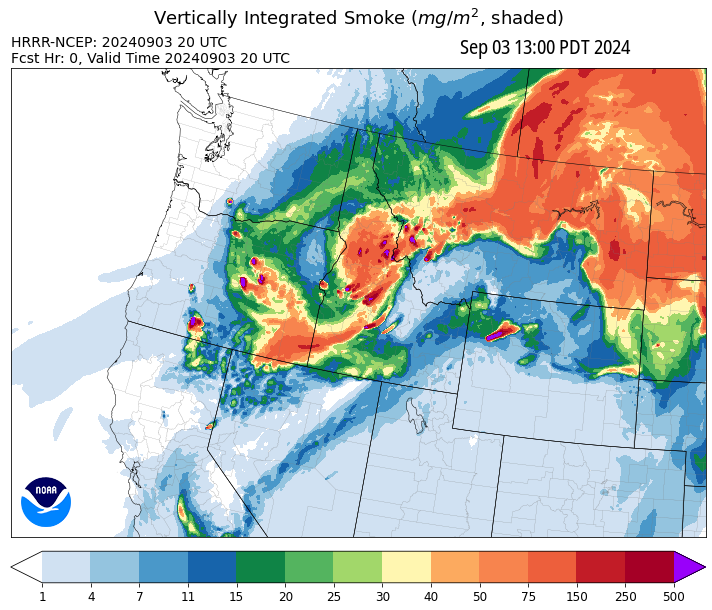 Vertically Integrated Smoke (mg/m², shaded)
HRRR-NCEP: 20240903 20 UTC
Fcst Hr: 0, Valid Time 20240903 20 UTC
Sep 03 13:00 PDT 2024
NOAA
1 4 7 11 15 20 25 30 40 50 75 150 250 500